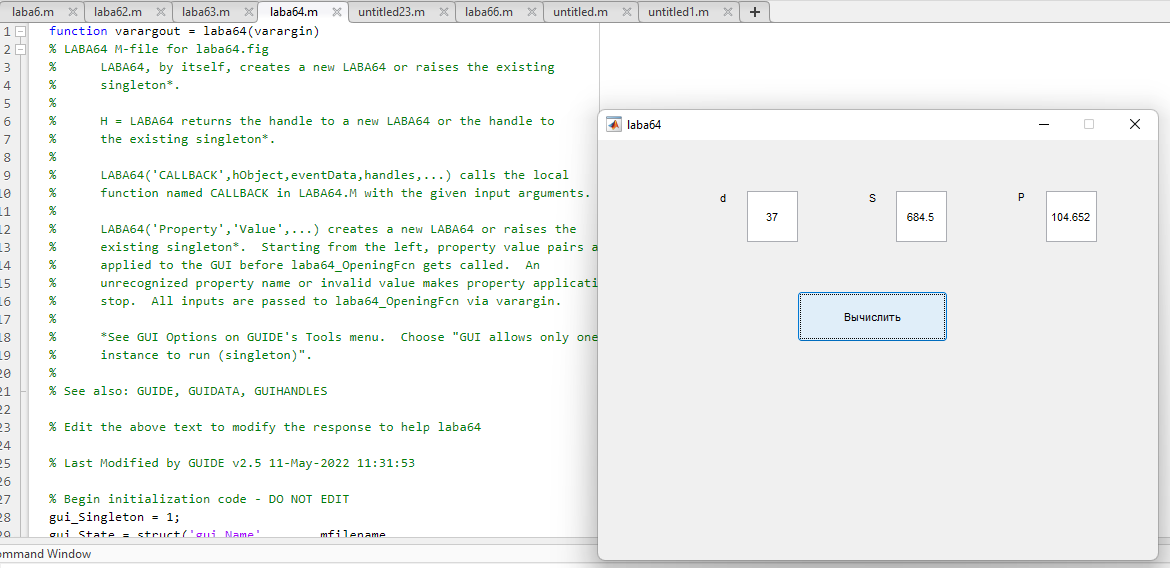 laba6.m laba62.m laba63.m laba64.m untitled23.m laba66.m untitled.m untitled1.m +
1 function varargout = laba64(varargin)
2 % LABA64 M-file for laba64.fig
3 % LABA64, by itself, creates a new LABA64 or raises the existing
4 % singleton*.
5 %
6 % H = LABA64 returns the handle to a new LABA64 or the handle to
7 % the existing singleton*.
8 %
9 % LABA64('CALLBACK',hObject,eventData,handles,...) calls the local
10 % function named CALLBACK in LABA64.M with the given input arguments.
11 %
12 % LABA64('Property','Value',...) creates a new LABA64 or raises the
13 % existing singleton*. Starting from the left, property value pairs a
14 % applied to the GUI before laba64_OpeningFcn gets called. An
15 % unrecognized property name or invalid value makes property applicati
16 % stop. All inputs are passed to laba64_OpeningFcn via varargin.
17 %
18 % *See GUI Options on GUIDE's Tools menu. Choose "GUI allows only one
19 % instance to run (singleton)".
20 %
21 % See also: GUIDE, GUIDATA, GUIHANDLES
22
23 % Edit the above text to modify the response to help laba64
24
25 % Last Modified by GUIDE v2.5 11-May-2022 11:31:53
26
27 % Begin initialization code - DO NOT EDIT
28 gui_Singleton = 1;
29 gui_State = struct('gui_Name', mfilename
ommand Window
laba64
d 37 S 684.5 P 104.652
Вычислить